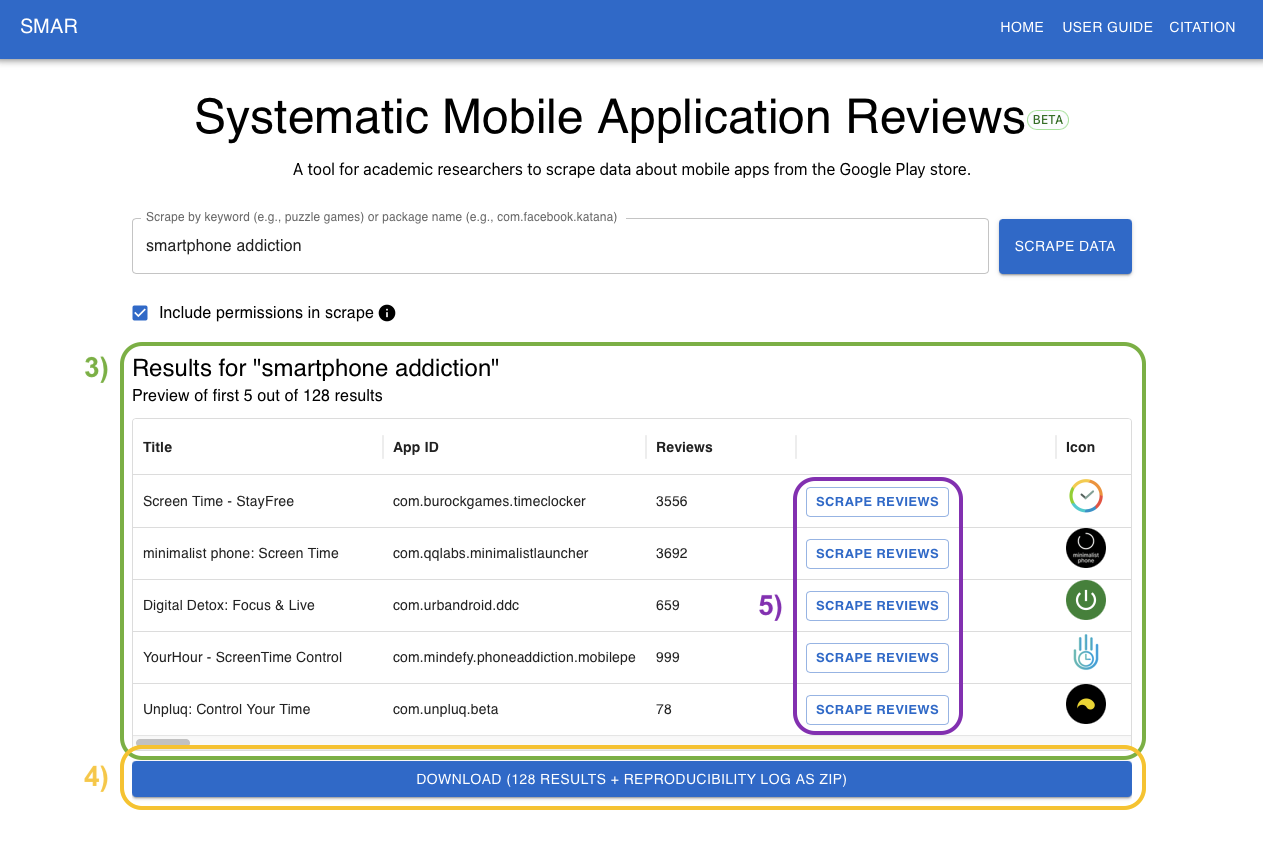 SMAR
HOME USER GUIDE CITATION
Systematic Mobile Application Reviews BETA
A tool for academic researchers to scrape data about mobile apps from the Google Play store.
Scrape by keyword (e.g., puzzle games) or package name (e.g., com.facebook.katana)
smartphone addiction
SCRAPE DATA
Include permissions in scrape
3)
Results for "smartphone addiction"
Preview of first 5 out of 128 results
Title App ID Reviews Icon
Screen Time - StayFree com.burockgames.timeclocker 3556 SCRAPE REVIEWS
minimalist phone: Screen Time com.qqlabs.minimalistlauncher 3692 SCRAPE REVIEWS
minimalist
phone
Digital Detox: Focus & Live com.urbandroid.ddc 659 5) SCRAPE REVIEWS
YourHour - ScreenTime Control com.mindefy.phoneaddiction.mobilepe 999 SCRAPE REVIEWS
Unpluq: Control Your Time com.unpluq.beta 78 SCRAPE REVIEWS
4)
DOWNLOAD (128 RESULTS + REPRODUCIBILITY LOG AS ZIP)